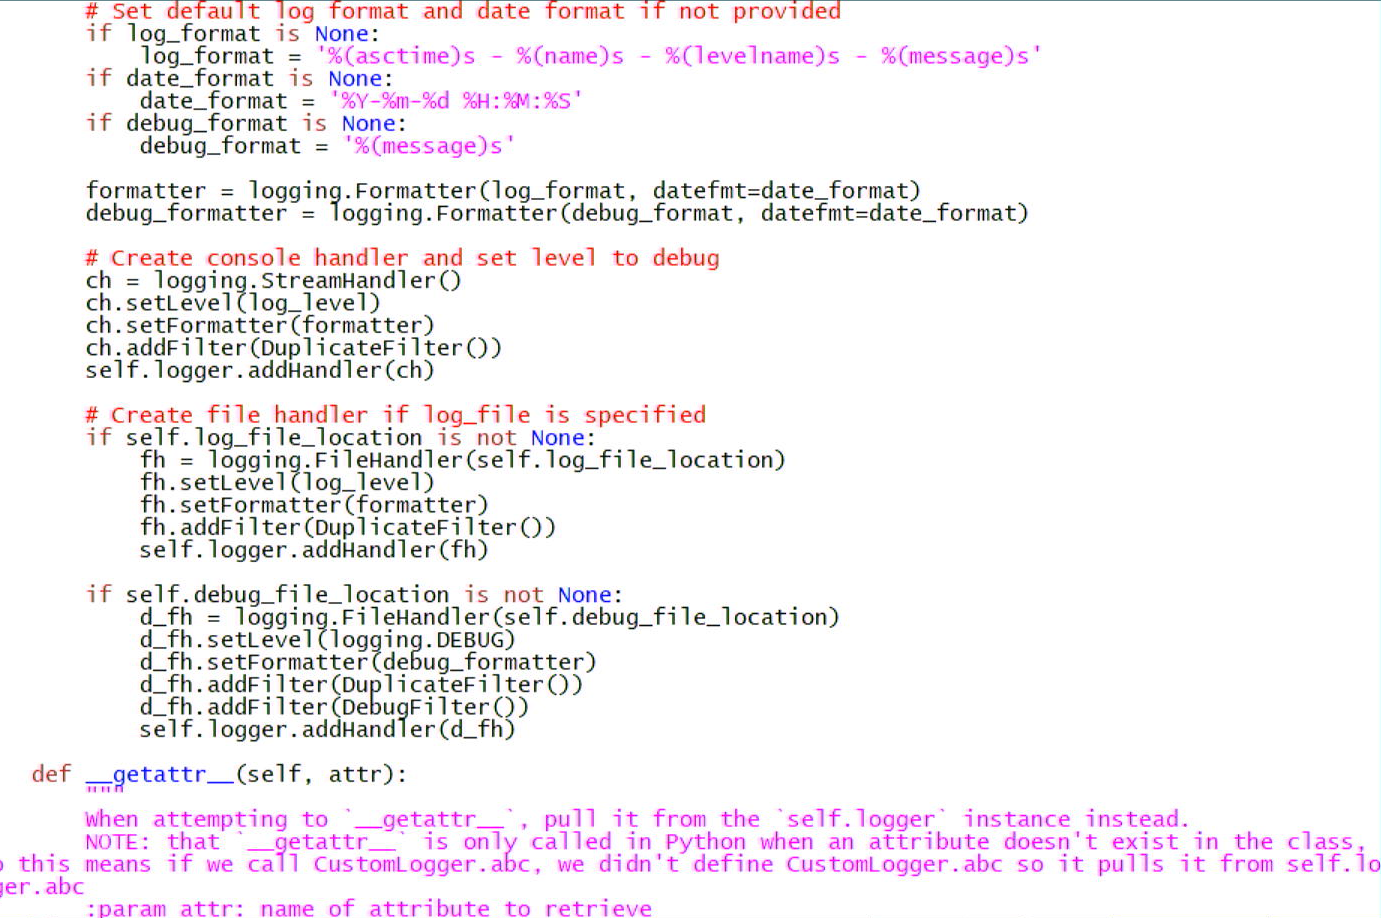 # Set default log format and date format if not provided
if log_format is None:
log_format = '%(asctime)s - %(name)s - %(levelname)s - %(message)s'
if date_format is None:
date_format = '%Y-%m-%d %H:%M:%S'
if debug_format is None:
debug_format = '%(message)s'
formatter = logging.Formatter(log_format, datefmt=date_format)
debug_formatter = logging.Formatter(debug_format, datefmt=date_format)
# Create console handler and set level to debug
ch = logging.StreamHandler()
ch.setLevel(log_level)
ch.setFormatter(formatter)
ch.addFilter(DuplicateFilter())
self.logger.addHandler(ch)
# Create file handler if log_file is specified
if self.log_file_location is not None:
fh = logging.FileHandler(self.log_file_location)
fh.setLevel(log_level)
fh.setFormatter(formatter)
fh.addFilter(DuplicateFilter())
self.logger.addHandler(fh)
if self.debug_file_location is not None:
d_fh = logging.FileHandler(self.debug_file_location)
d_fh.setLevel(logging.DEBUG)
d_fh.setFormatter(debug_formatter)
d_fh.addFilter(DuplicateFilter())
d_fh.addFilter(DebugFilter())
self.logger.addHandler(d_fh)
def __getattr__(self, attr):
"""
When attempting to `__getattr__`, pull it from the `self.logger` instance instead.
NOTE: that `__getattr__` is only called in Python when an attribute doesn't exist in the class,
o this means if we call CustomLogger.abc, we didn't define CustomLogger.abc so it pulls it from self.lo
ger.abc
:param attr: name of attribute to retrieve